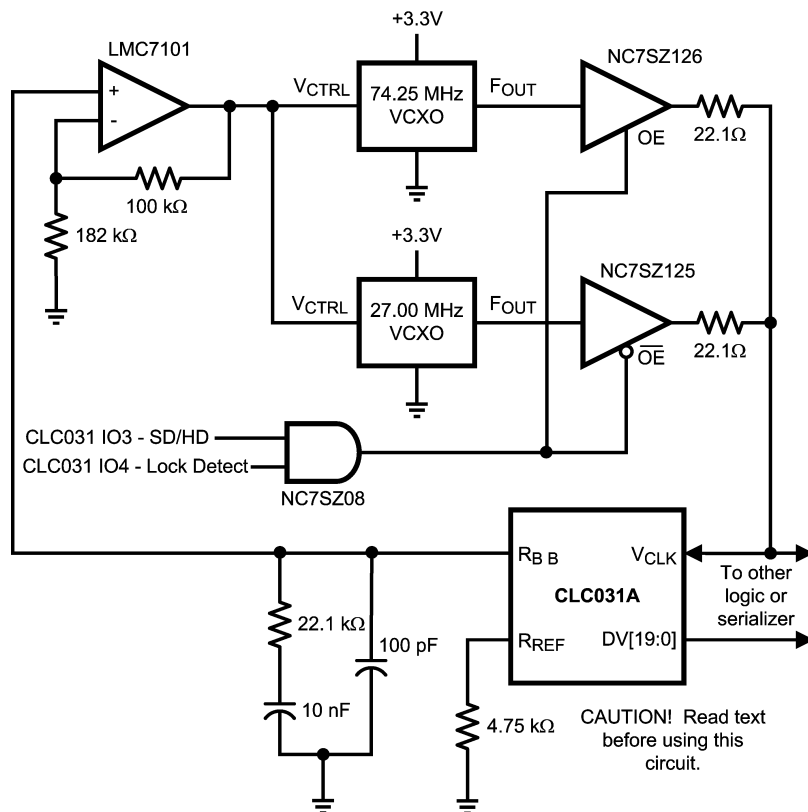 +3.3V
LMC7101
NC7SZ126
+
-
VCTRL
74.25 MHz
VCXO
FOUT
OE
22.1Ω
100 kΩ
182 kΩ
+3.3V
NC7SZ125
VCTRL
27.00 MHz
VCXO
FOUT
OE
22.1Ω
CLC031 IO3 - SD/HD
CLC031 IO4 - Lock Detect
NC7SZ08
RB B
VCLK
CLC031A
To other
logic or
serializer
RREF
DV[19:0]
22.1 kΩ
100 pF
10 nF
4.75 kΩ
CAUTION! Read text
before using this
circuit.